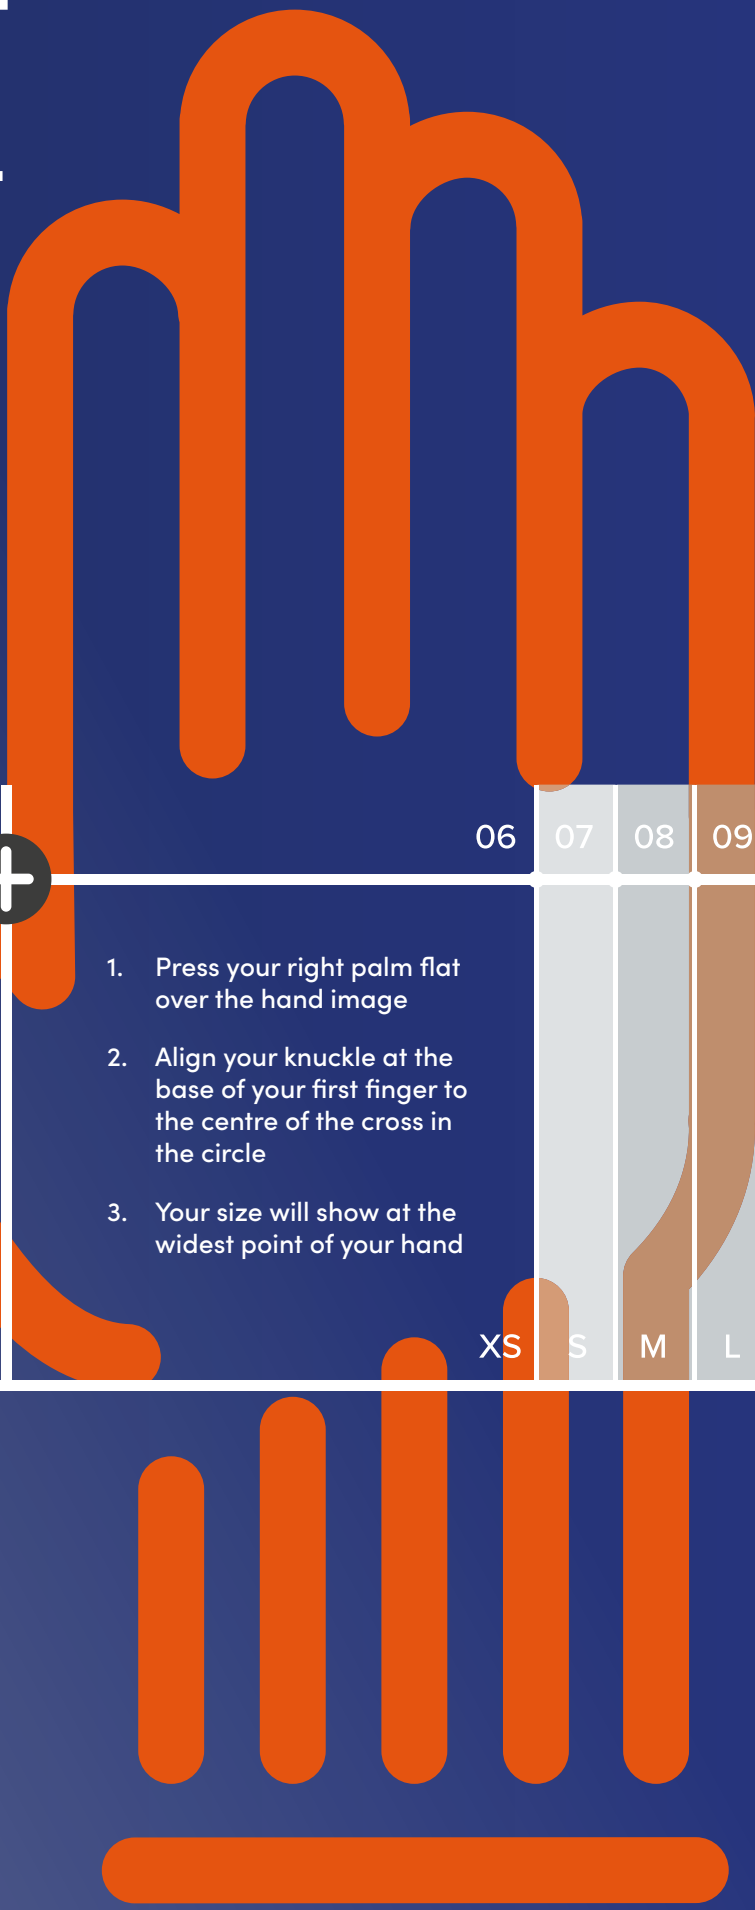 06 07 08 09
1. Press your right palm flat
over the hand image
2. Align your knuckle at the
base of your first finger to
the centre of the cross in
the circle
3. Your size will show at the
widest point of your hand
XS S M L